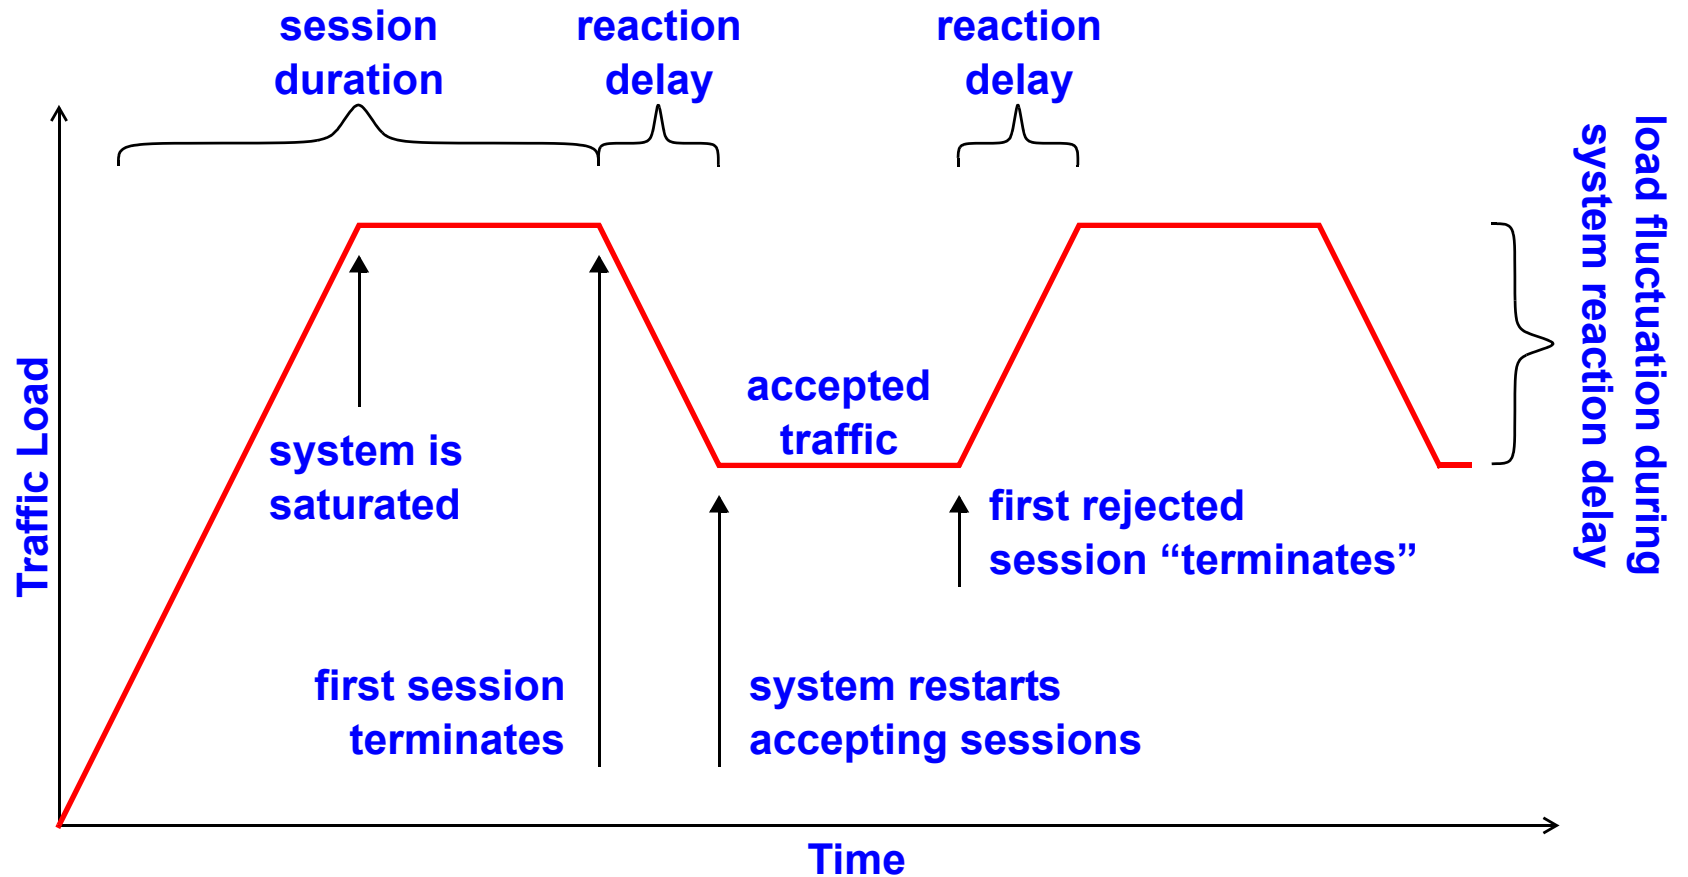 session
duration
reaction
delay
reaction
delay
load fluctuation during
system reaction delay
Traffic Load
accepted
traffic
system is
saturated
first rejected
session “terminates”
first session
terminates
system restarts
accepting sessions
Time